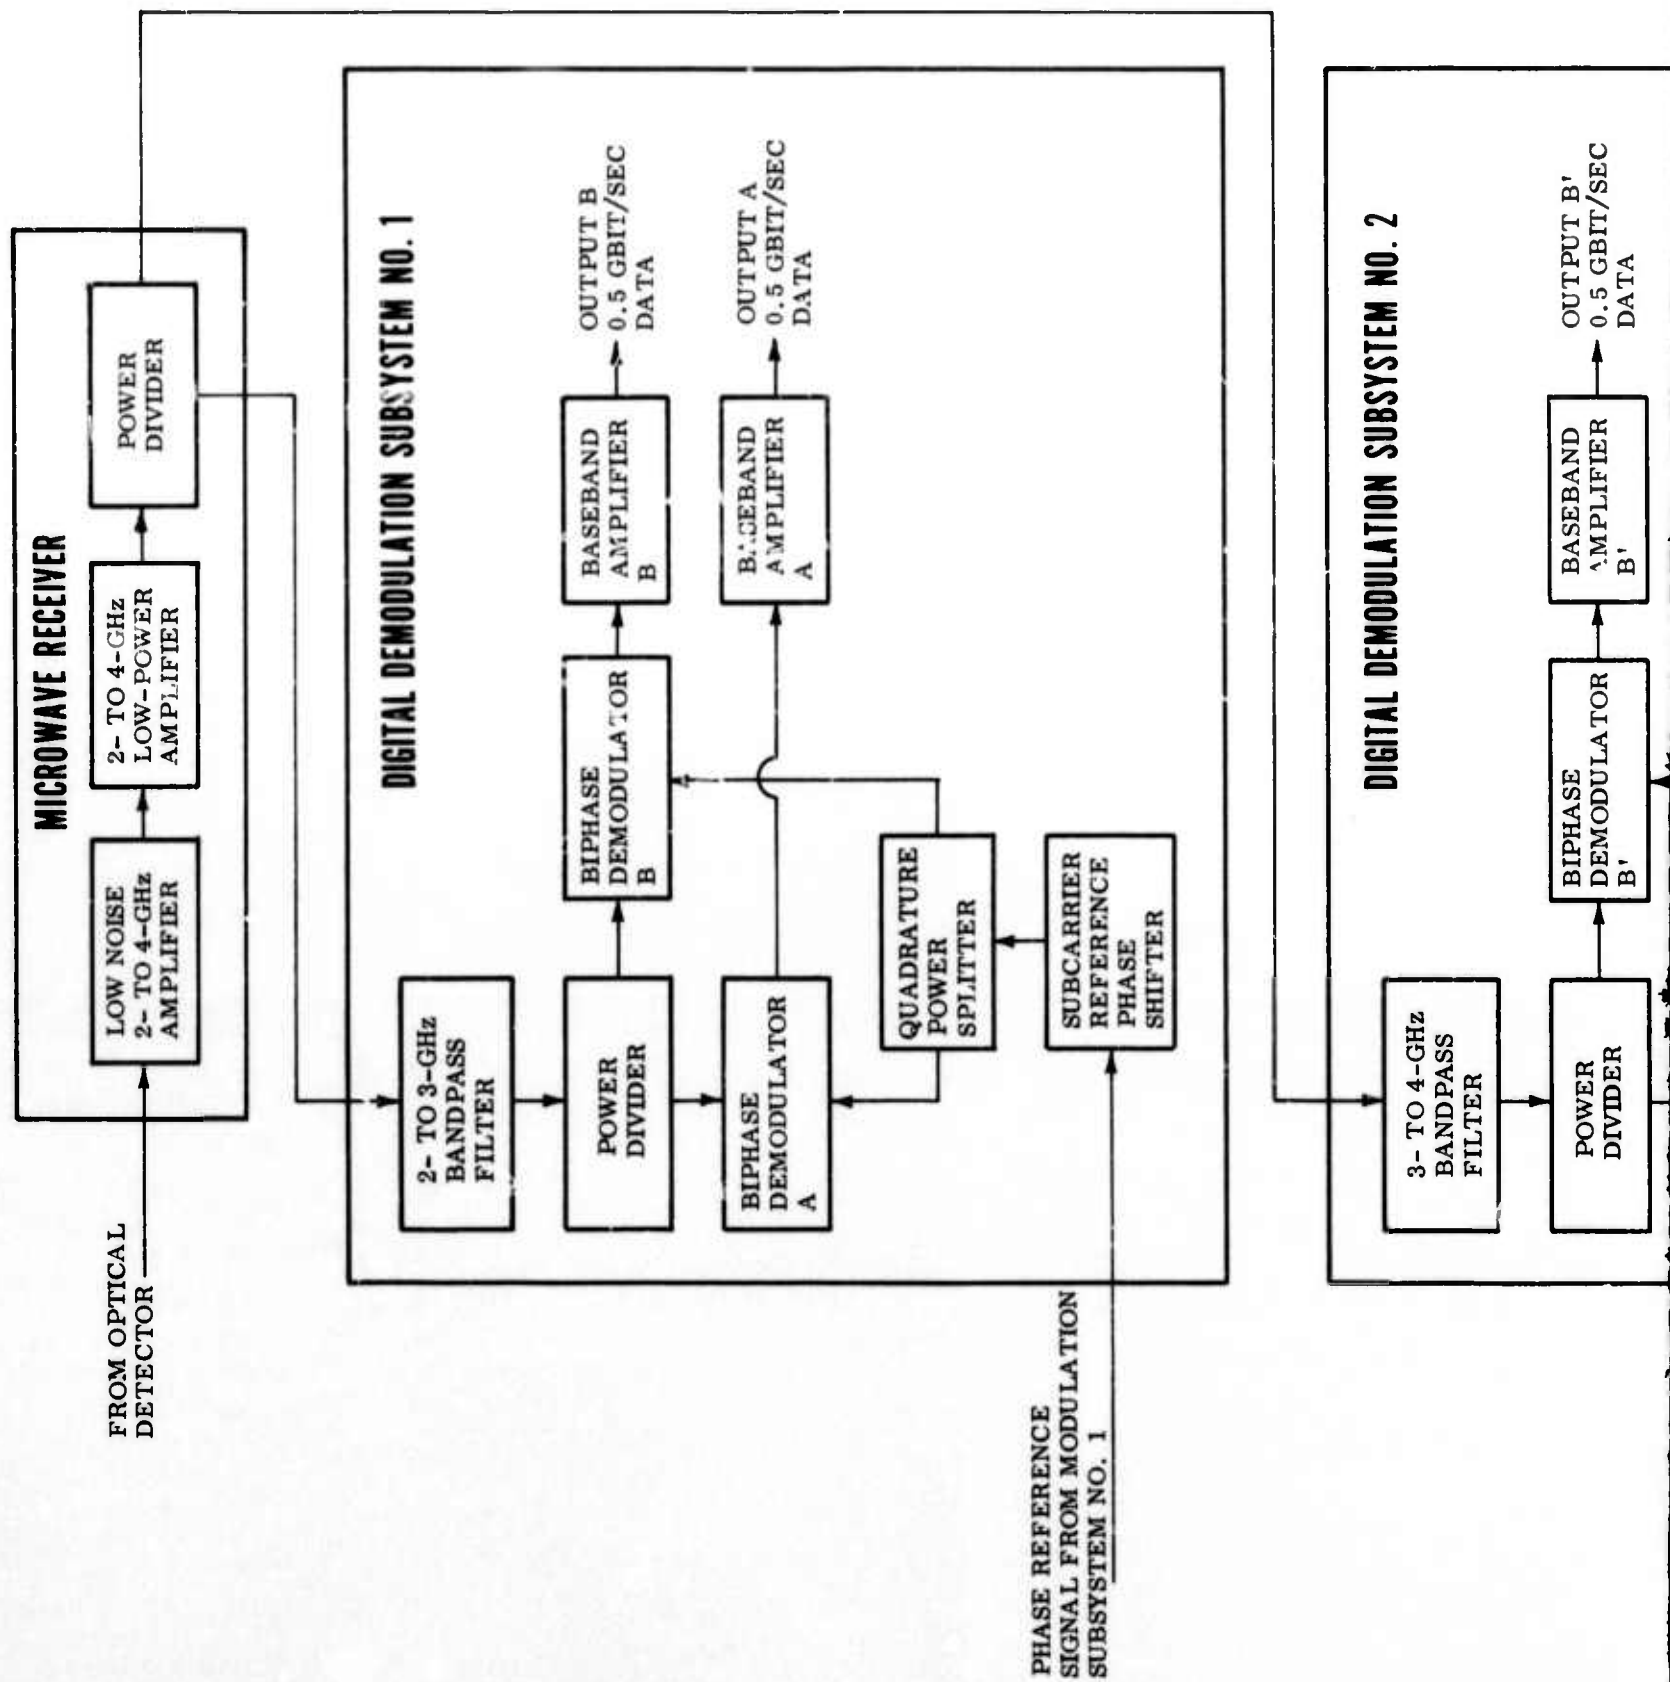 MICROWAVE RECEIVER
FROM OPTICAL
DETECTOR
LOW NOISE
2- TO 4-GHz
AMPLIFIER
2- TO 4-GHz
LOW-POWER
AMPLIFIER
POWER
DIVIDER
DIGITAL DEMODULATION SUBSYSTEM NO. 1
2- TO 3-GHz
BANDPASS
FILTER
POWER
DIVIDER
BIPHASE
DEMODULATOR
B
BASEBAND
AMPLIFIER
B
OUTPUT B
0.5 GBIT/SEC
DATA
BIPHASE
DEMODULATOR
A
BASEBAND
AMPLIFIER
A
OUTPUT A
0.5 GBIT/SEC
DATA
QUADRATURE
POWER
SPLITTER
SUBCARRIER
REFERENCE
PHASE
SHIFTER
PHASE REFERENCE
SIGNAL FROM MODULATION
SUBSYSTEM NO. 1
DIGITAL DEMODULATION SUBSYSTEM NO. 2
3- TO 4-GHz
BANDPASS
FILTER
POWER
DIVIDER
BIPHASE
DEMODULATOR
B'
BASEBAND
AMPLIFIER
B'
OUTPUT B'
0.5 GBIT/SEC
DATA